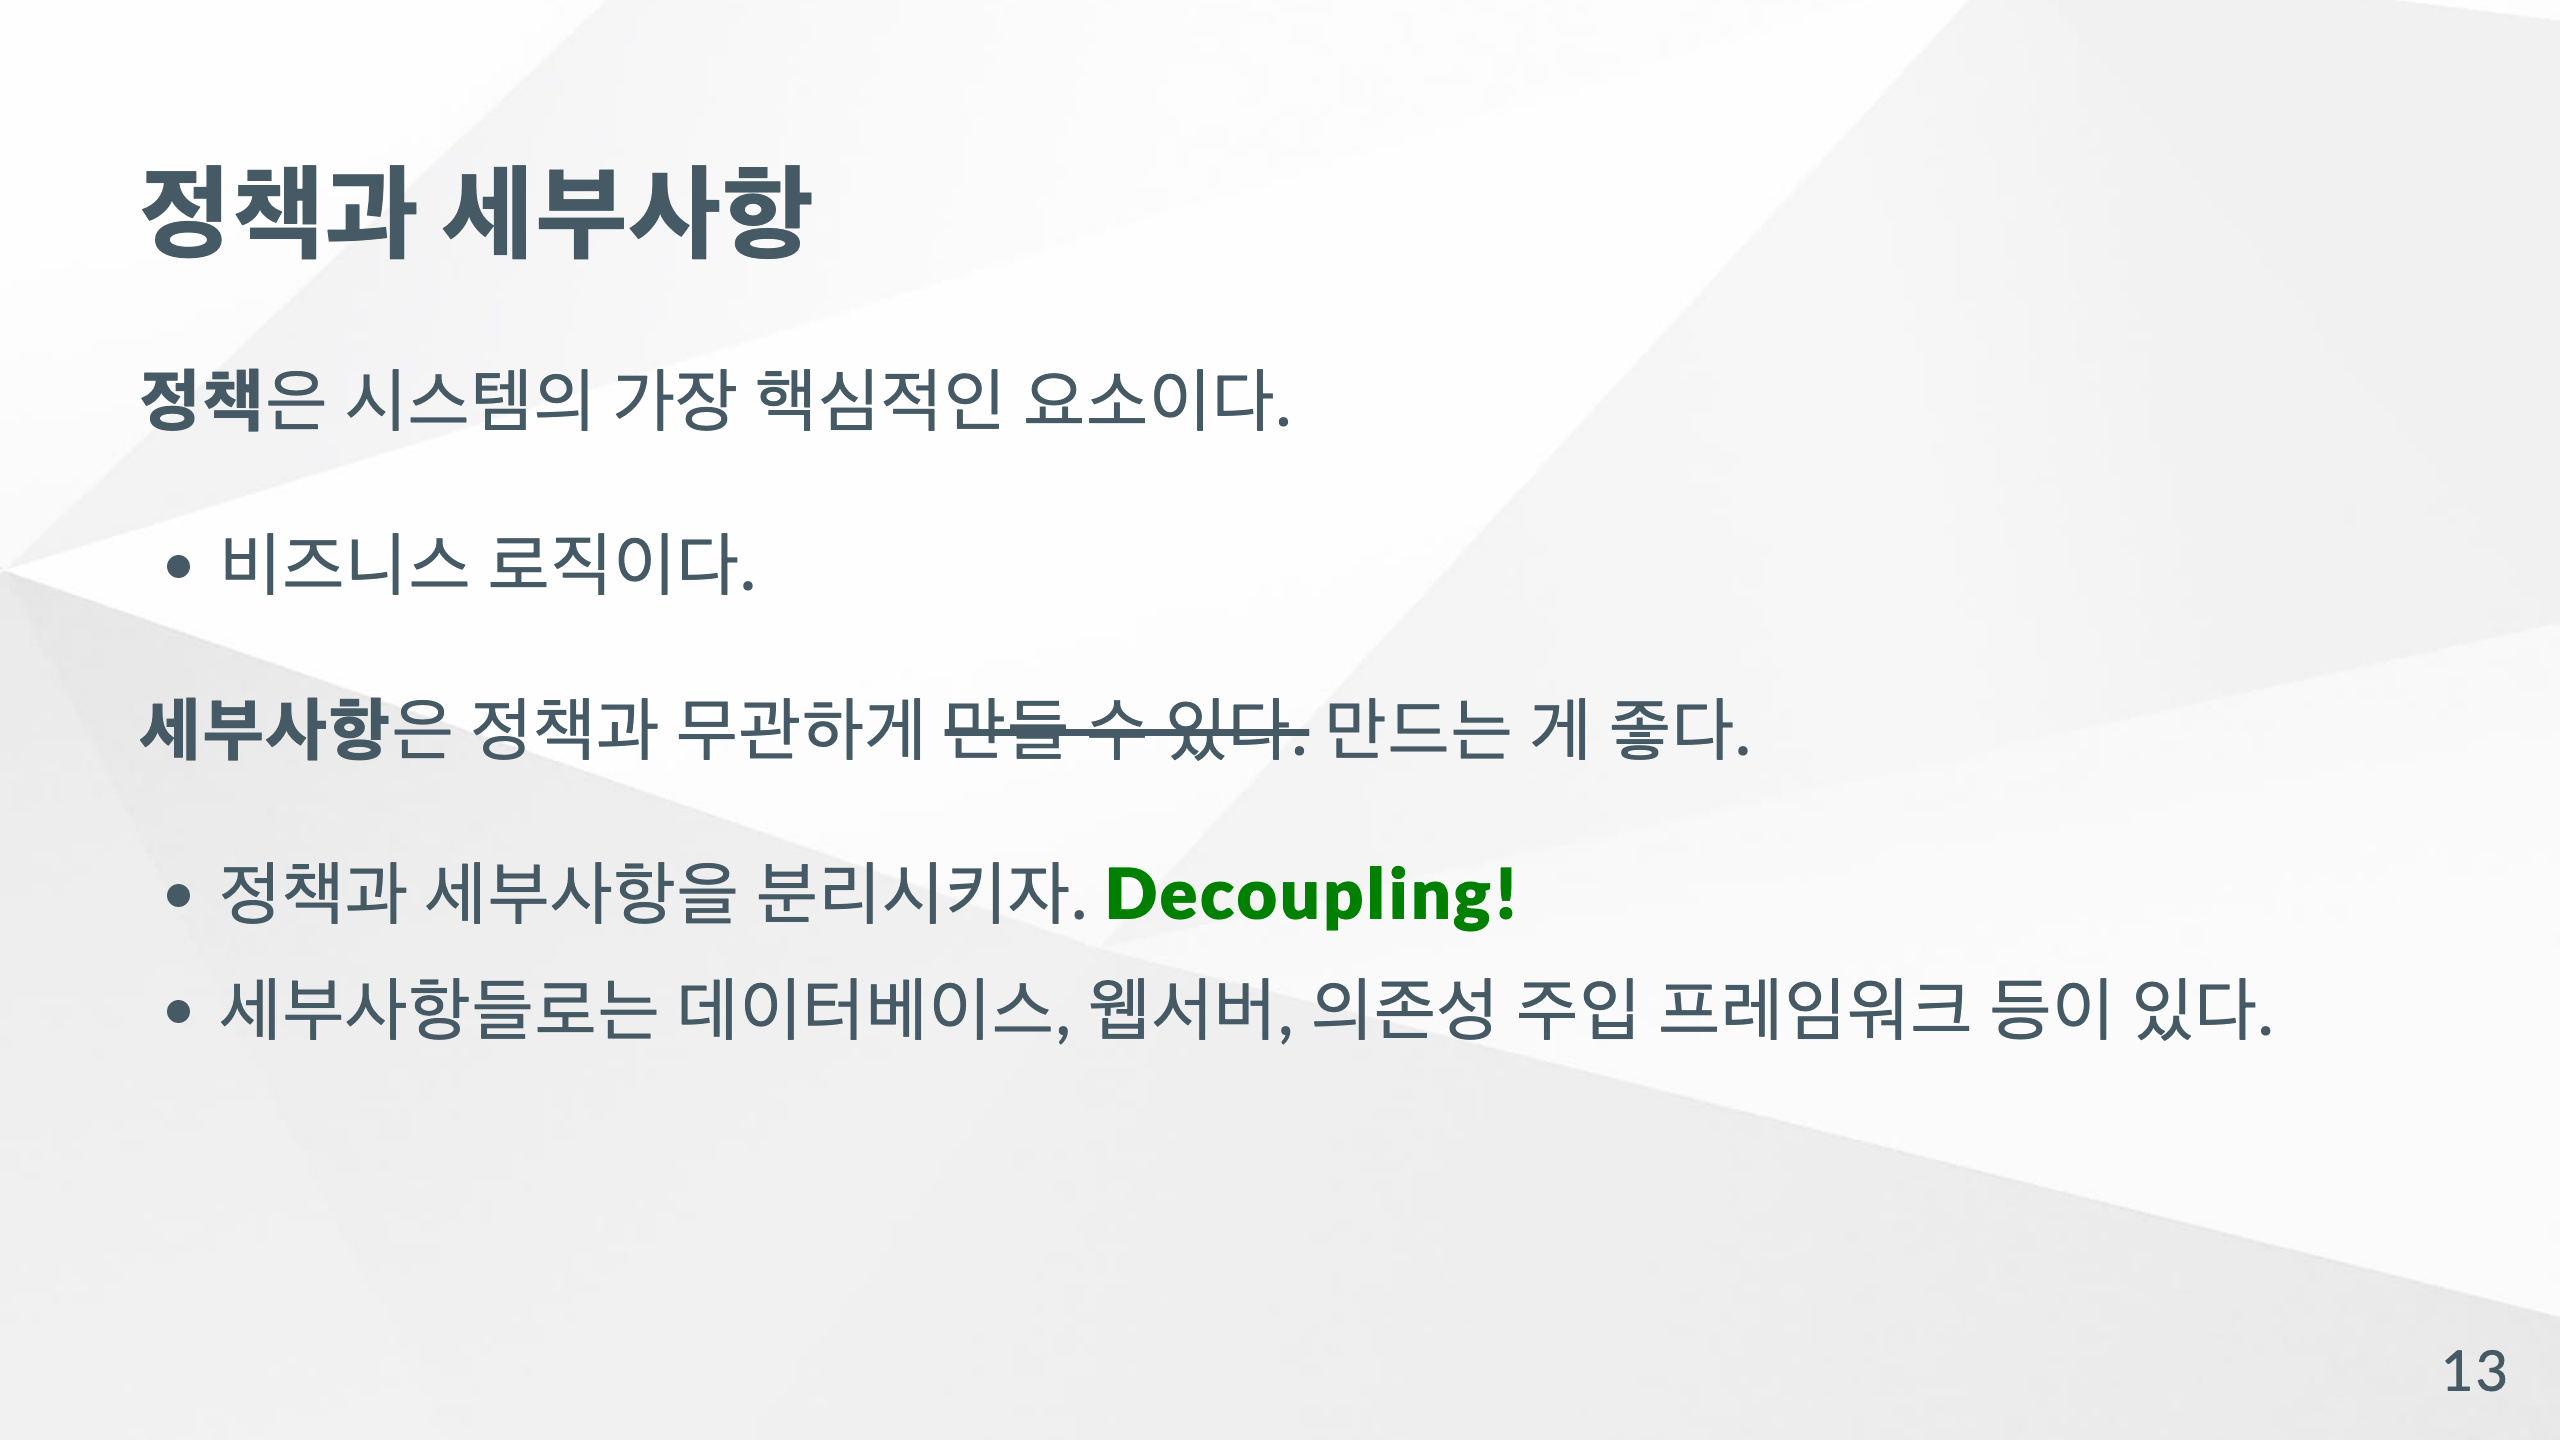 정책과 세부사항
정책은 시스템의 가장 핵심적인 요소이다.
• 비즈니스 로직이다.
세부사항은 정책과 무관하게 만들 수 있다. 만드는 게 좋다.
• 정책과 세부사항을 분리시키자. Decoupling!
• 세부사항들로는 데이터베이스, 웹서버, 의존성 주입 프레임워크 등이 있다.
13